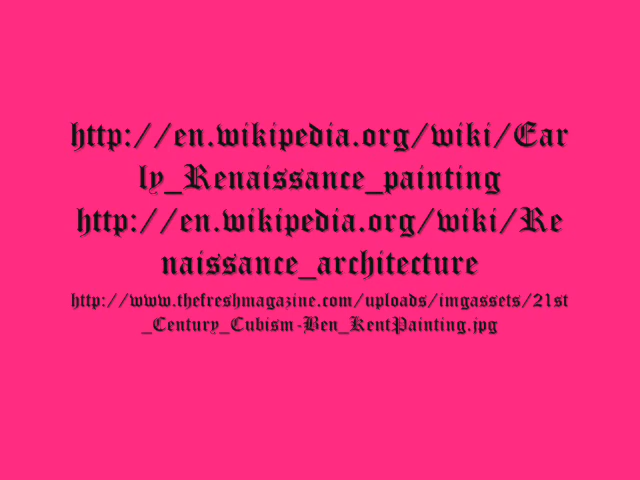 http://en.wikipedia.org/wiki/Ear
ly_Renaissance_painting
http://en.wikipedia.org/wiki/Re
naissance_architecture
http://www.thefreshmagazine.com/uploads/imgassets/21st
_Century_Cubism-Ben_KentPainting.jpg